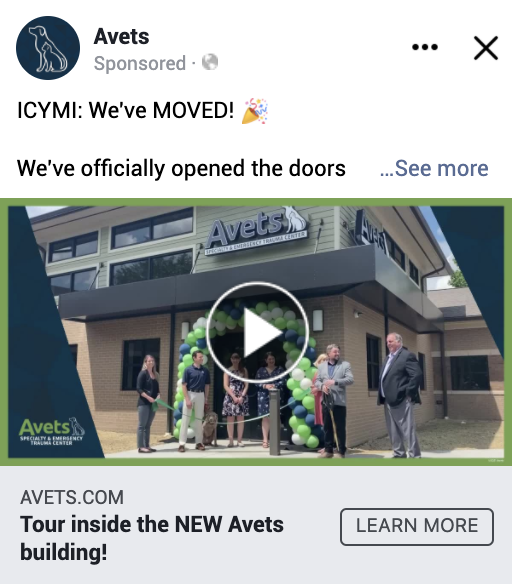 Avets
Sponsored ·
ICYMI: We've MOVED! 🎉
We've officially opened the doors ...See more
Avets
SPECIALTY & EMERGENCY TRAUMA CENTER
Avets
Avets
SPECIALTY & EMERGENCY
TRAUMA CENTER
AVETS.COM
Tour inside the NEW Avets
building!
LEARN MORE